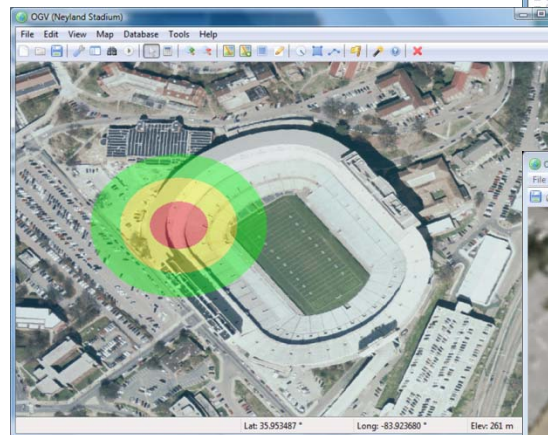 OGV (Neyland Stadium)
File Edit View Map Database Tools Help
File
Lat: 35.953487 ° Long: -83.923680 ° Elev: 261 m